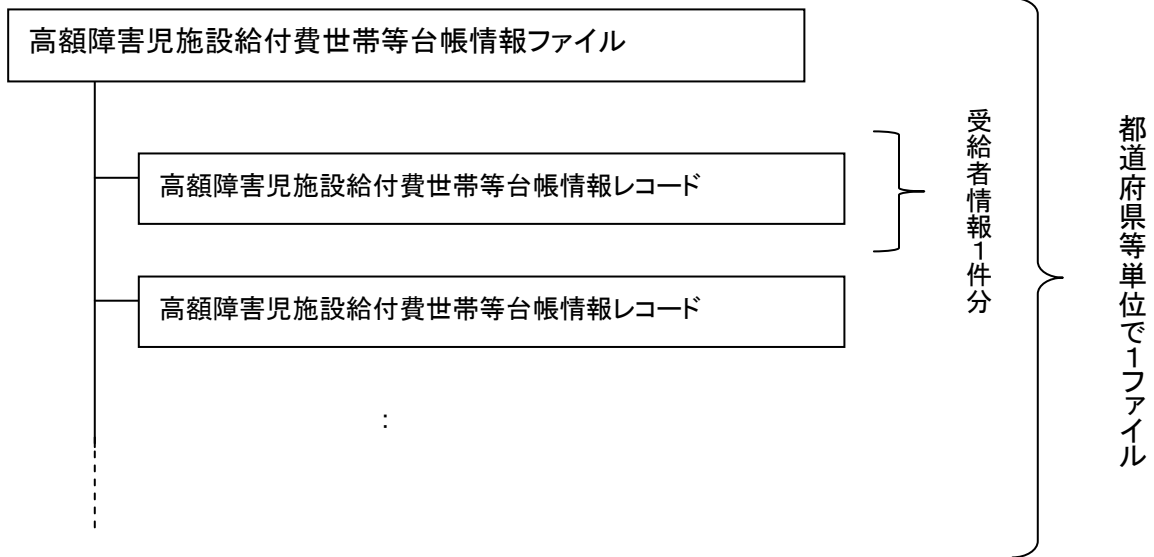 高額障害児施設給付費世帯等台帳情報ファイル
高額障害児施設給付費世帯等台帳情報レコード
受給者情報1件分
高額障害児施設給付費世帯等台帳情報レコード
:
都道府県等単位で1ファイル